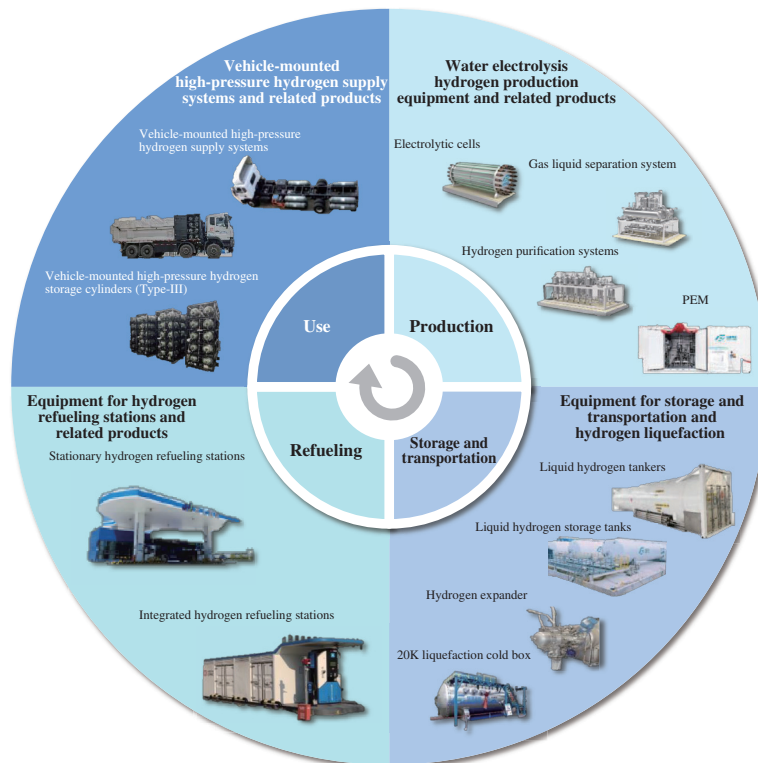 Vehicle-mounted
high-pressure hydrogen supply
systems and related products
Vehicle-mounted high-pressure
hydrogen supply systems
Vehicle-mounted high-pressure hydrogen
storage cylinders (Type-III)
Water electrolysis
hydrogen production
equipment and related products
Electrolytic cells
Gas liquid separation system
Hydrogen purification systems
PEM
Use
Production
Refueling
Storage and
transportation
Equipment for hydrogen
refueling stations and
related products
Stationary hydrogen refueling stations
Integrated hydrogen refueling stations
Equipment for storage and
transportation and
hydrogen liquefaction
Liquid hydrogen tankers
Liquid hydrogen storage tanks
Hydrogen expander
20K liquefaction cold box